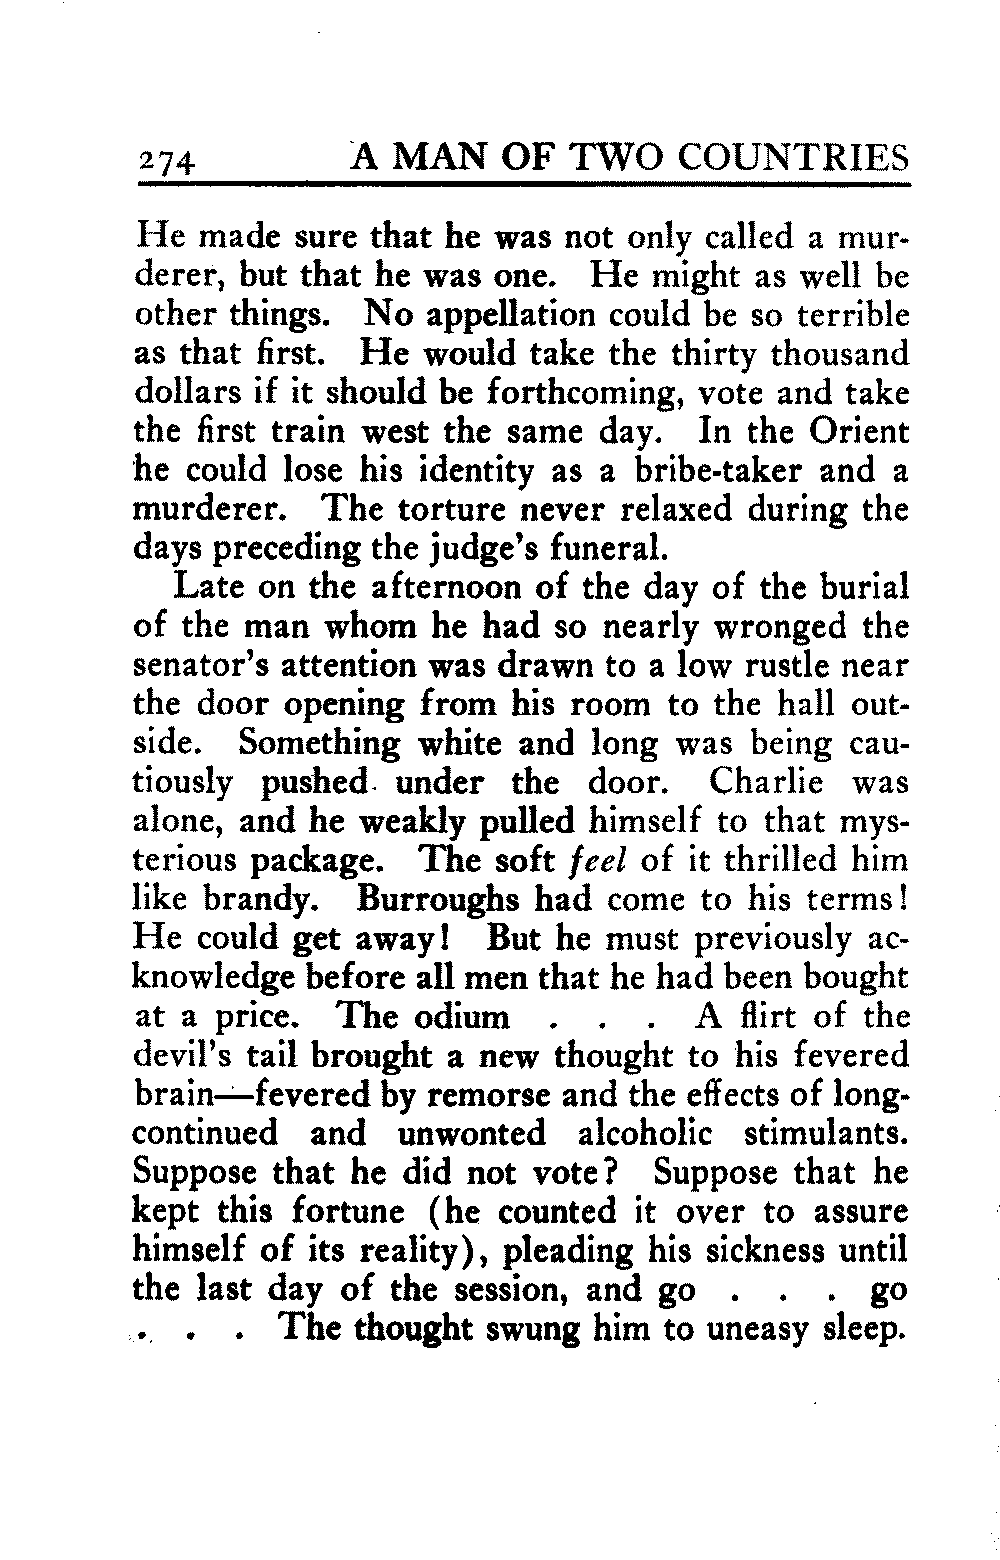 274 A MAN OF TWO COUNTRIES
He made sure that he was not only called a mur-
derer, but that he was one. He might as well be
other things. No appellation could be so terrible
as that first. He would take the thirty thousand
dollars if it should be forthcoming, vote and take
the first train west the same day. In the Orient
he could lose his identity as a bribe-taker and a
murderer. The torture never relaxed during the
days preceding the judge's funeral.
Late on the afternoon of the day of the burial
of the man whom he had so nearly wronged the
senator's attention was drawn to a low rustle near
the door opening from his room to the hall out-
side. Something white and long was being cau-
tiously pushed under the door. Charlie was
alone, and he weakly pulled himself to that mys-
terious package. The soft feel of it thrilled him
like brandy. Burroughs had come to his terms!
He could get away! But he must previously ac-
knowledge before all men that he had been bought
at a price. The odium . . . A flirt of the
devil's tail brought a new thought to his fevered
brain—fevered by remorse and the effects of long-
continued and unwonted alcoholic stimulants.
Suppose that he did not vote? Suppose that he
kept this fortune (he counted it over to assure
himself of its reality), pleading his sickness until
the last day of the session, and go . . . go
. . . The thought swung him to uneasy sleep.